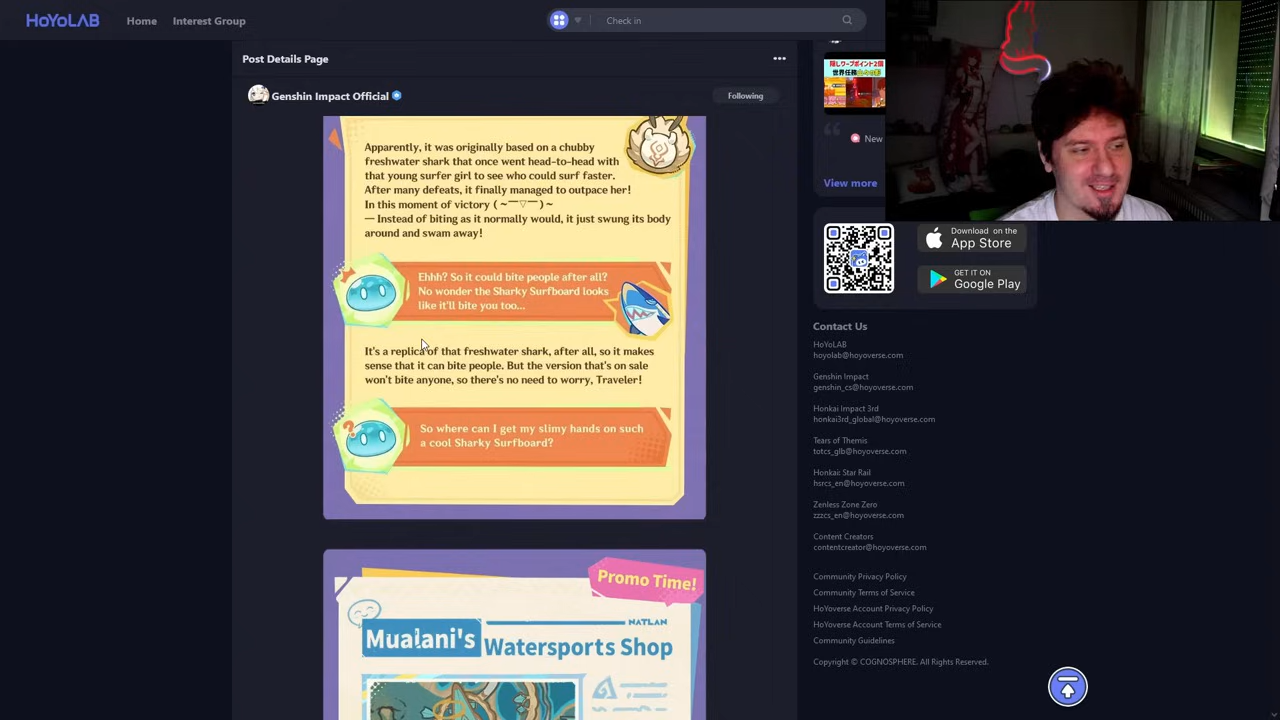 HoYoLAB
Home
Interest Group
Check in
Post Details Page
Genshin Impact Official
Following
Apparently, it was originally based on a chubby
freshwater shark that once went head-to-head with
that young surfer girl to see who could surf faster.
After many defeats, it finally managed to outpace her!
In this moment of victory (~￣▽￣)~
— Instead of biting as it normally would, it just swung its body
around and swam away!
Ehhh? So it could bite people after all?
No wonder the Sharky Surfboard looks
like it'll bite you too...
It's a replica of that freshwater shark, after all, so it makes
sense that it can bite people. But the version that's on sale
won't bite anyone, so there's no need to worry, Traveler!
So where can I get my slimy hands on such
a cool Sharky Surfboard?
Promo Time!
NATLAN
Mualani's Watersports Shop
New
View more
Download on the
App Store
GET IT ON
Google Play
Contact Us
HoYoLAB
hoyolab@hoyoverse.com
Genshin Impact
genshin_cs@hoyoverse.com
Honkai Impact 3rd
honkai3rd_global@hoyoverse.com
Tears of Themis
totcs_glb@hoyoverse.com
Honkai: Star Rail
hsrcs_en@hoyoverse.com
Zenless Zone Zero
zzzcs_en@hoyoverse.com
Content Creators
contentcreator@hoyoverse.com
Community Privacy Policy
Community Terms of Service
HoYoverse Account Privacy Policy
HoYoverse Account Terms of Service
Community Guidelines
Copyright © COGNOSPHERE. All Rights Reserved.